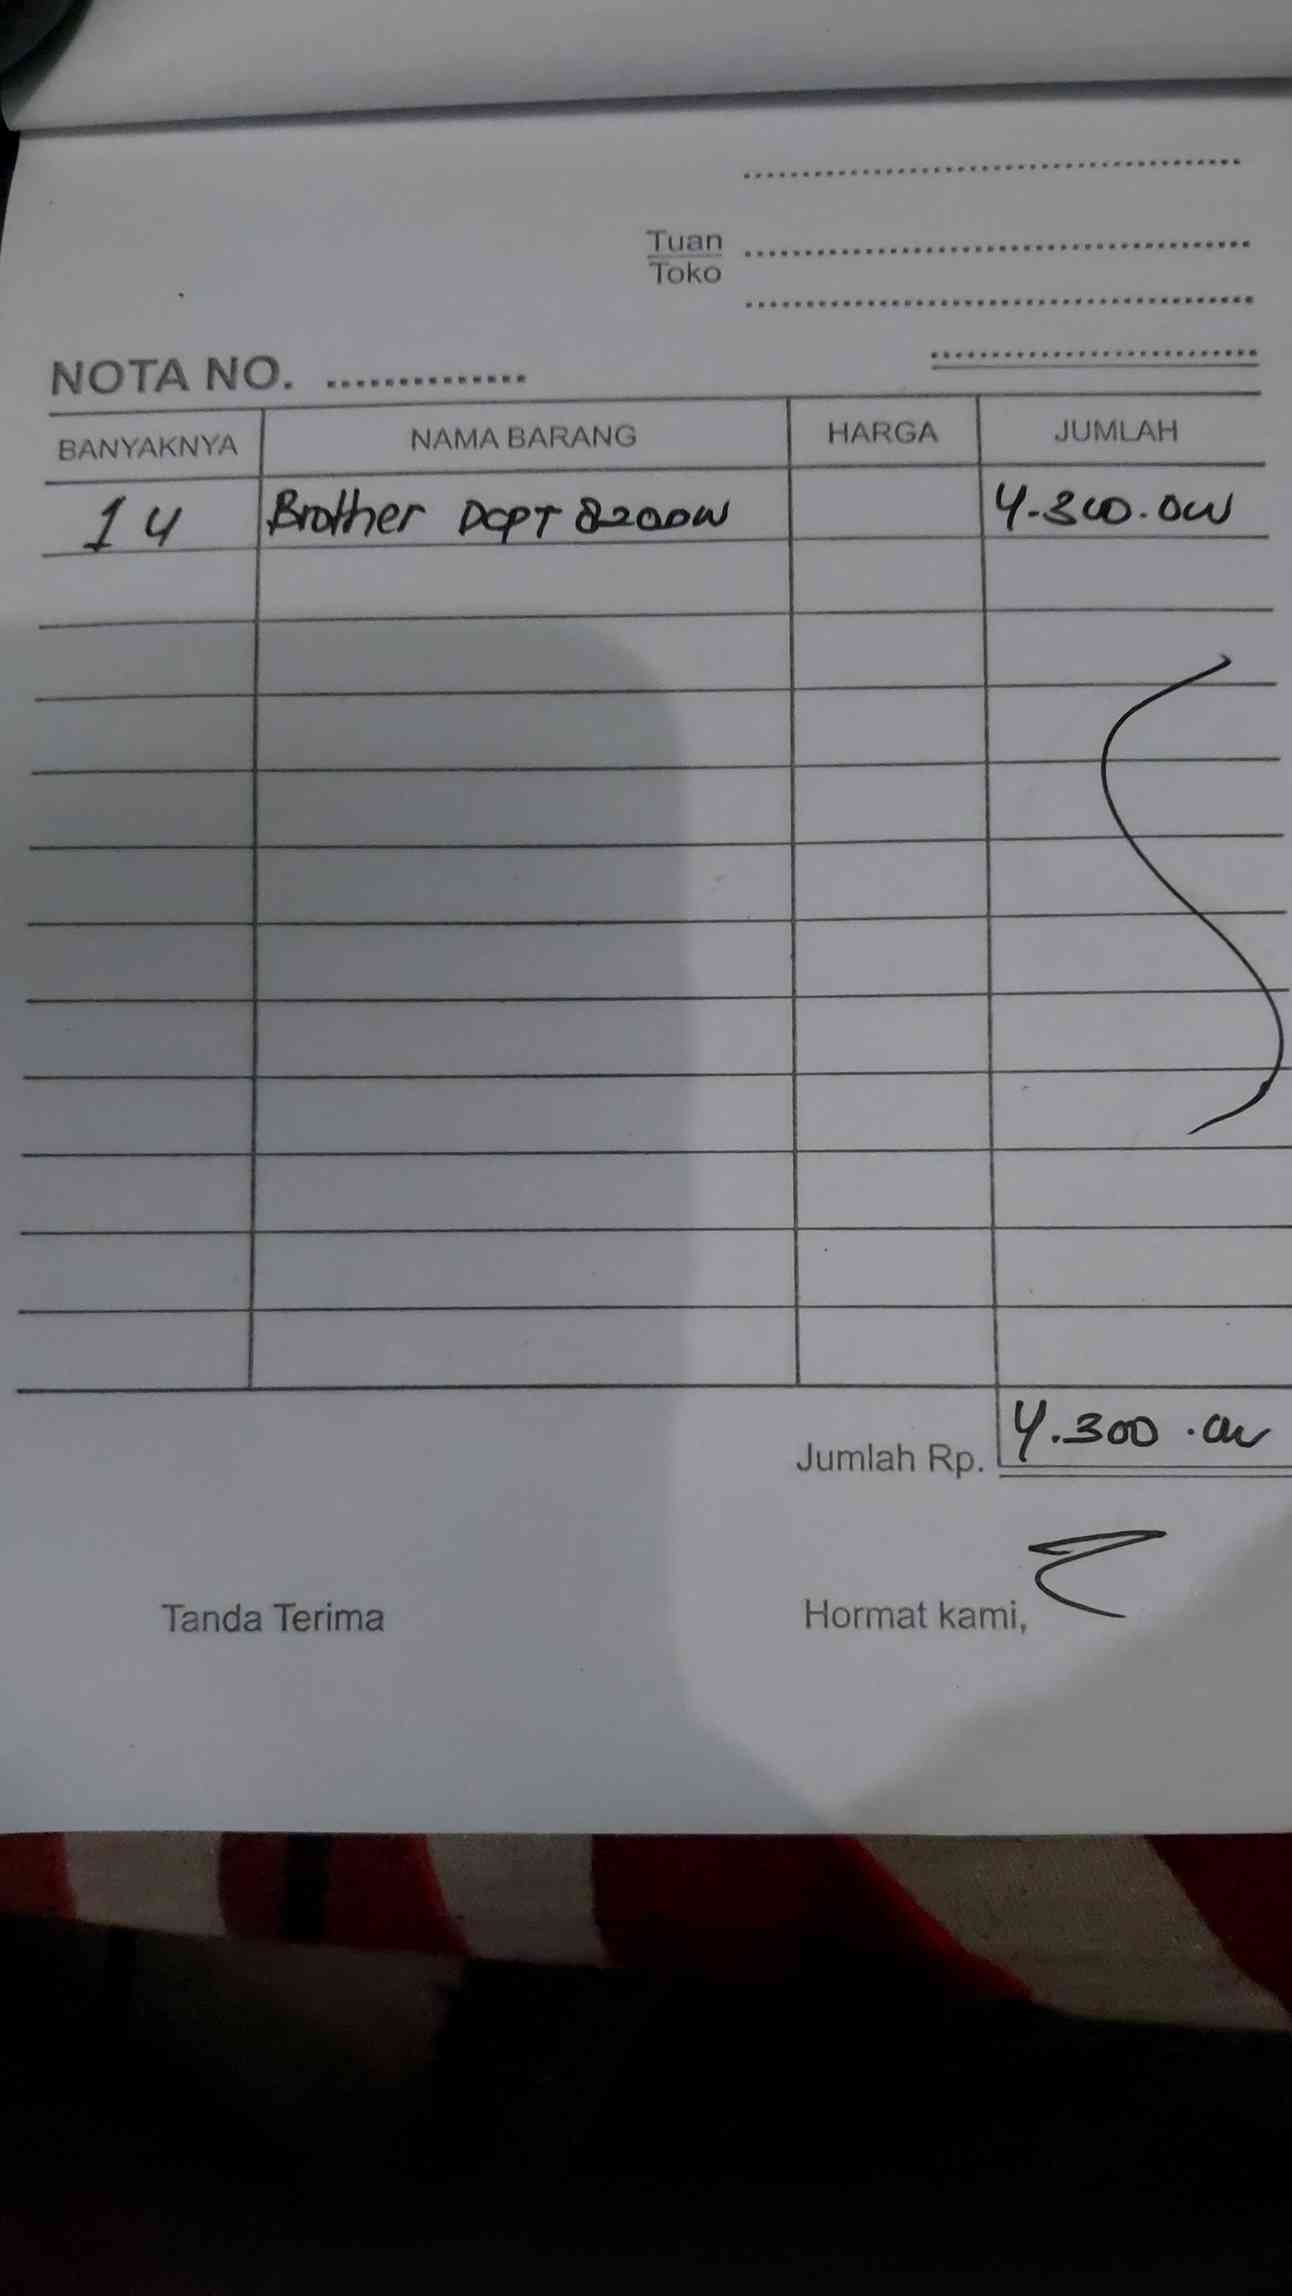 Tuan
Toko
NOTA NO.
BANYAKNYA NAMA BARANG HARGA JUMLAH
1 4 Brother DCPT 8200W 4.300.000
Jumlah Rp. 4.300.000
Tanda Terima Hormat kami,